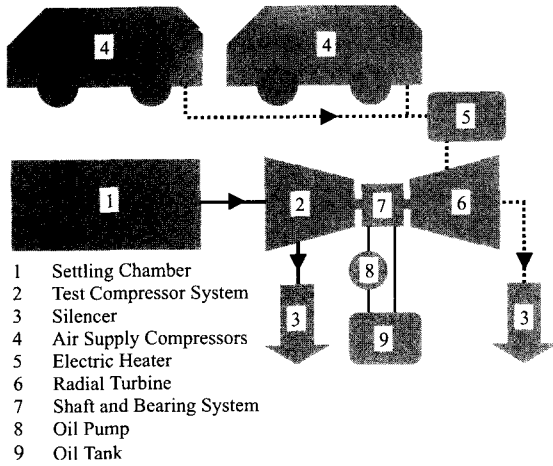 4
4
5
1
2
7
6
8
3
3
9
1 Settling Chamber
2 Test Compressor System
3 Silencer
4 Air Supply Compressors
5 Electric Heater
6 Radial Turbine
7 Shaft and Bearing System
8 Oil Pump
9 Oil Tank